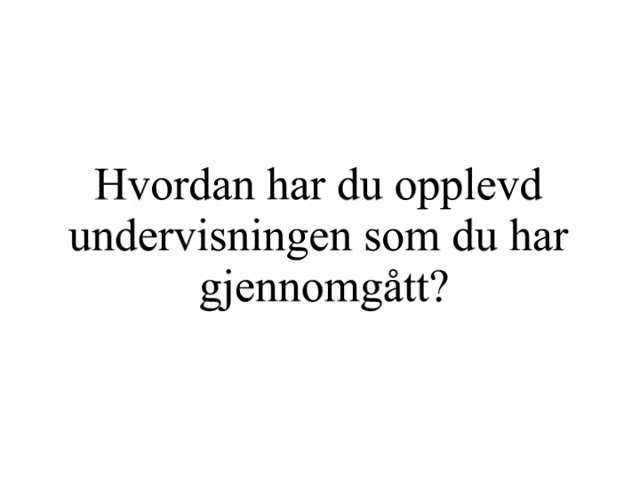 Hvordan har du opplevd
undervisningen som du har
gjennomgått?